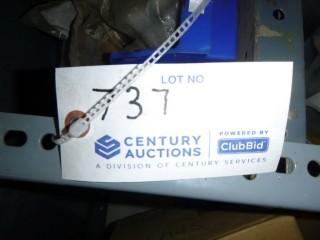 LOT NO
737
CENTURY
AUCTIONS
POWERED BY
ClubBid
A DIVISION OF CENTURY SERVICES